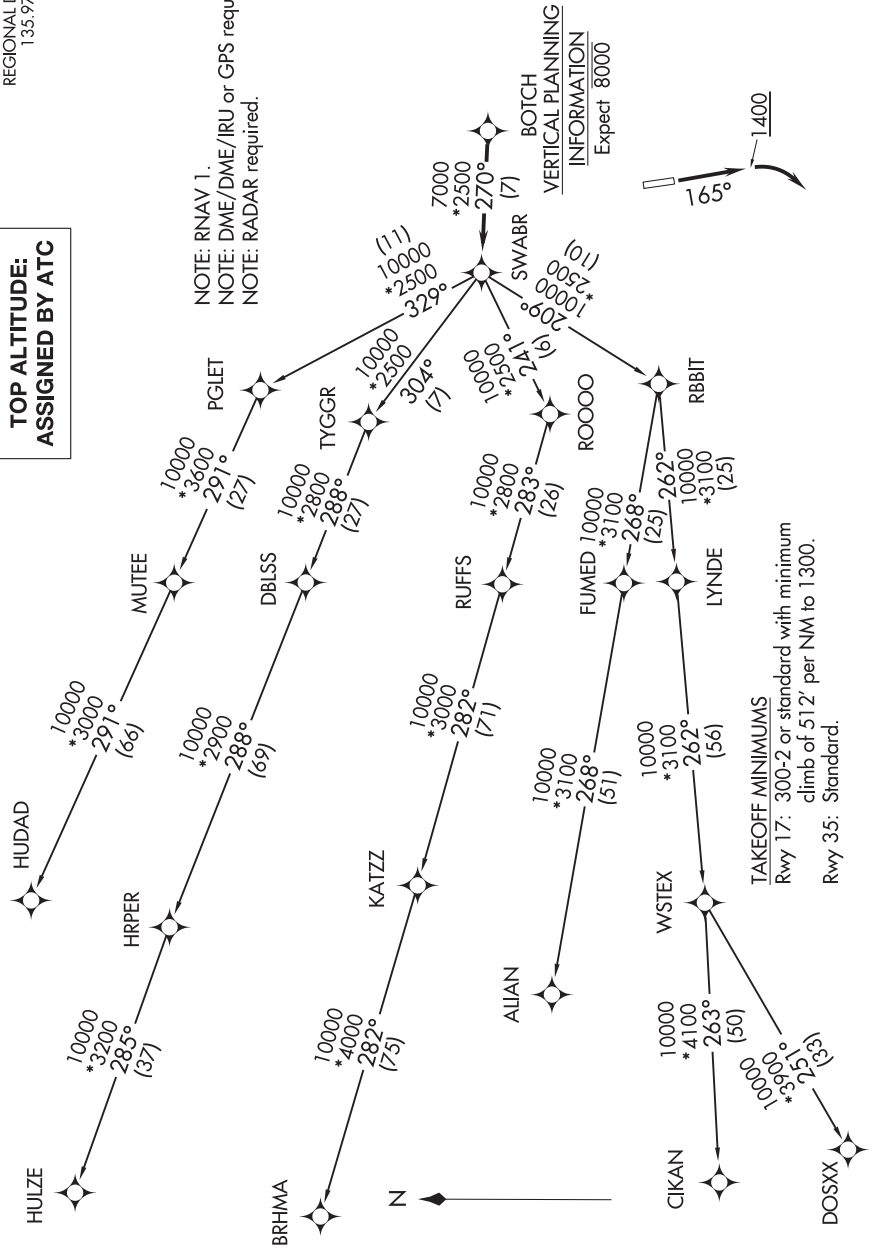 REGIONAL D
135.97
TOP ALTITUDE:
ASSIGNED BY ATC
NOTE: RNAV 1.
NOTE: DME/DME/IRU or GPS requ
NOTE: RADAR required.
HUDAD
10000
*3000
291°
(66)
MUTEE
10000
*3600
291°
(27)
PGLET
(11)
10000
*2500
329°
HULZE
10000
*3200
285°
(37)
HRPER
10000
*2900
288°
(69)
DBLSS
10000
*2800
288°
(27)
TYGGR
10000
*2500
304°
(7)
BRHMA
10000
*4000
282°
(75)
KATZZ
10000
*3000
282°
(71)
RUFFS
10000
*2800
283°
(26)
ROOOO
10000
*2500
241°
(6)
SWABR
7000
*2500
270°
(7)
BOTCH
VERTICAL PLANNING
INFORMATION
Expect 8000
209°
10000
*2500
(10)
RBBIT
ALIAN
10000
*3100
268°
(51)
FUMED
10000
*3100
268°
(25)
262°
10000
*3100
(25)
LYNDE
10000
*3100
262°
(56)
WSTEX
CIKAN
10000
*4100
263°
(50)
DOSXX
10000
*3900
251°
(33)
N
165°
1400
TAKEOFF MINIMUMS
Rwy 17: 300-2 or standard with minimum
climb of 512' per NM to 1300.
Rwy 35: Standard.